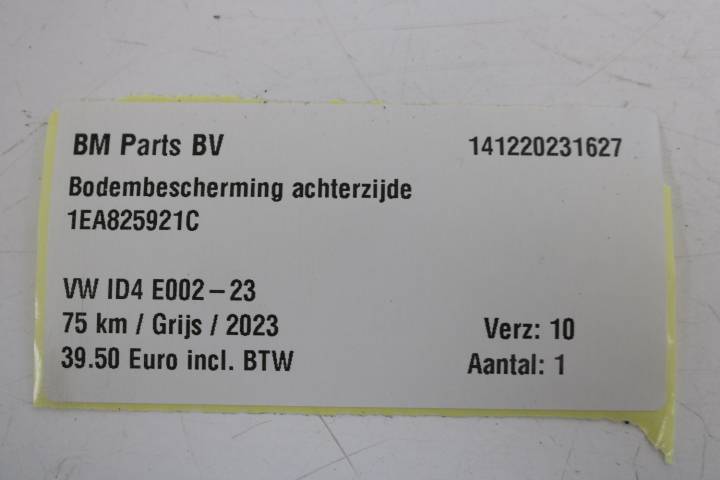 BM Parts BV 141220231627
Bodembescherming achterzijde
1EA825921C
VW ID4 E002-23
75 km / Grijs / 2023 Verz: 10
39.50 Euro incl. BTW Aantal: 1